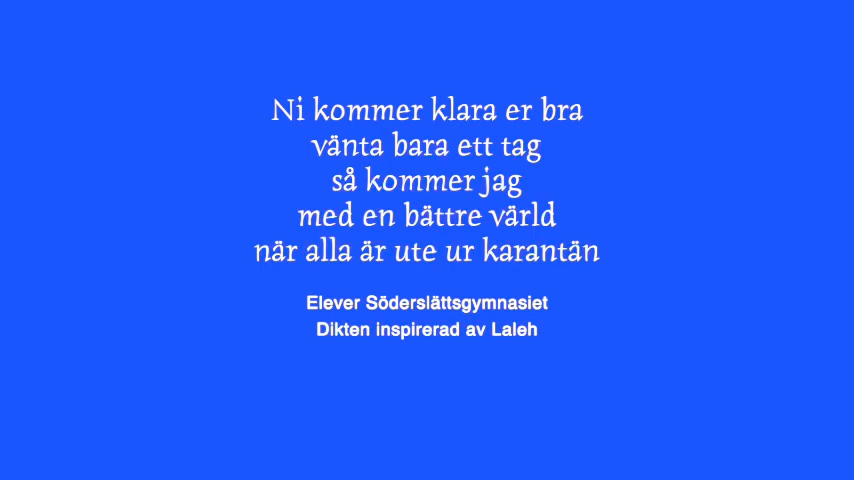 Ni kommer klara er bra
vänta bara ett tag
så kommer jag
med en bättre värld
när alla är ute ur karantän
Elever Söderslättsgymnasiet
Dikten inspirerad av Laleh